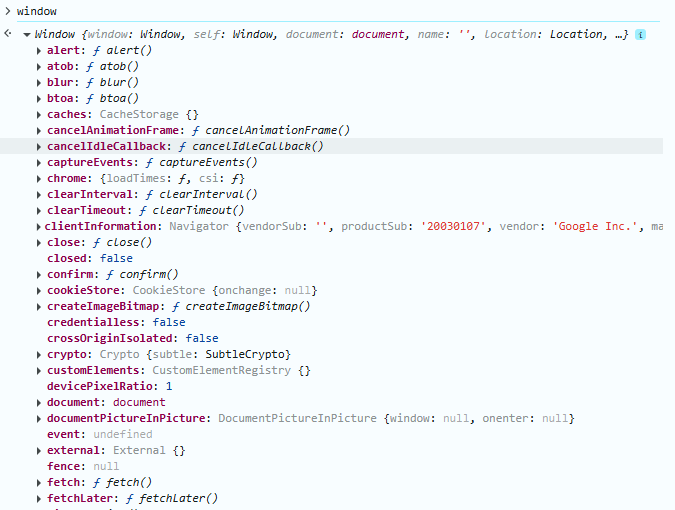 window
Window {window: Window, self: Window, document: document, name: '', location: Location, …} i
alert: ƒ alert()
atob: ƒ atob()
blur: ƒ blur()
btoa: ƒ btoa()
caches: CacheStorage {}
cancelAnimationFrame: ƒ cancelAnimationFrame()
cancelIdleCallback: ƒ cancelIdleCallback()
captureEvents: ƒ captureEvents()
chrome: {loadTimes: ƒ, csi: ƒ}
clearInterval: ƒ clearInterval()
clearTimeout: ƒ clearTimeout()
clientInformation: Navigator {vendorSub: '', productSub: '20030107', vendor: 'Google Inc.', ma
close: ƒ close()
closed: false
confirm: ƒ confirm()
cookieStore: CookieStore {onchange: null}
createImageBitmap: ƒ createImageBitmap()
credentialless: false
crossOriginIsolated: false
crypto: Crypto {subtle: SubtleCrypto}
customElements: CustomElementRegistry {}
devicePixelRatio: 1
document: document
documentPictureInPicture: DocumentPictureInPicture {window: null, onenter: null}
event: undefined
external: External {}
fence: null
fetch: ƒ fetch()
fetchLater: ƒ fetchLater()